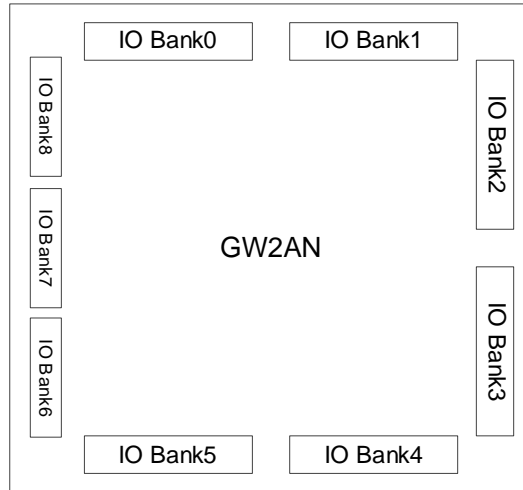 IO Bank0
IO Bank1
IO Bank8
IO Bank2
IO Bank7
GW2AN
IO Bank3
IO Bank6
IO Bank5
IO Bank4